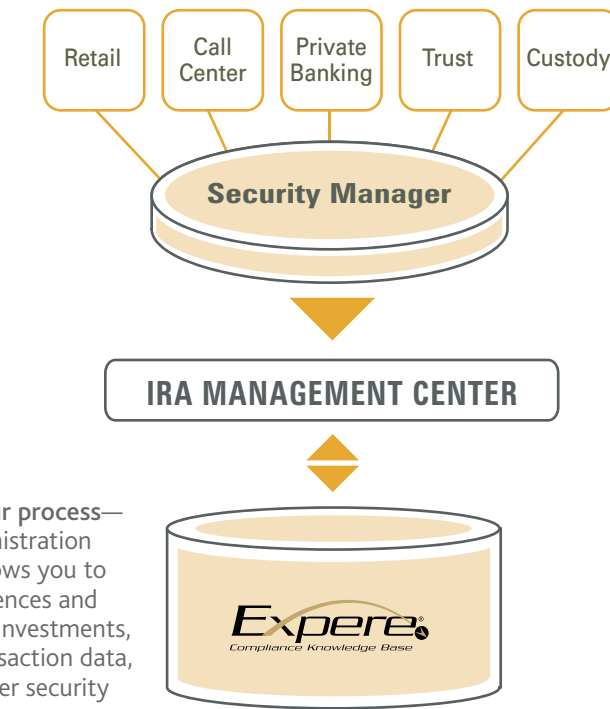 Retail
Call
Center
Private
Banking
Trust
Custody
Security Manager
IRA MANAGEMENT CENTER
r process—
istration
ows you to
ences and
investments,
saction data,
er security
Expere®
Compliance Knowledge Base